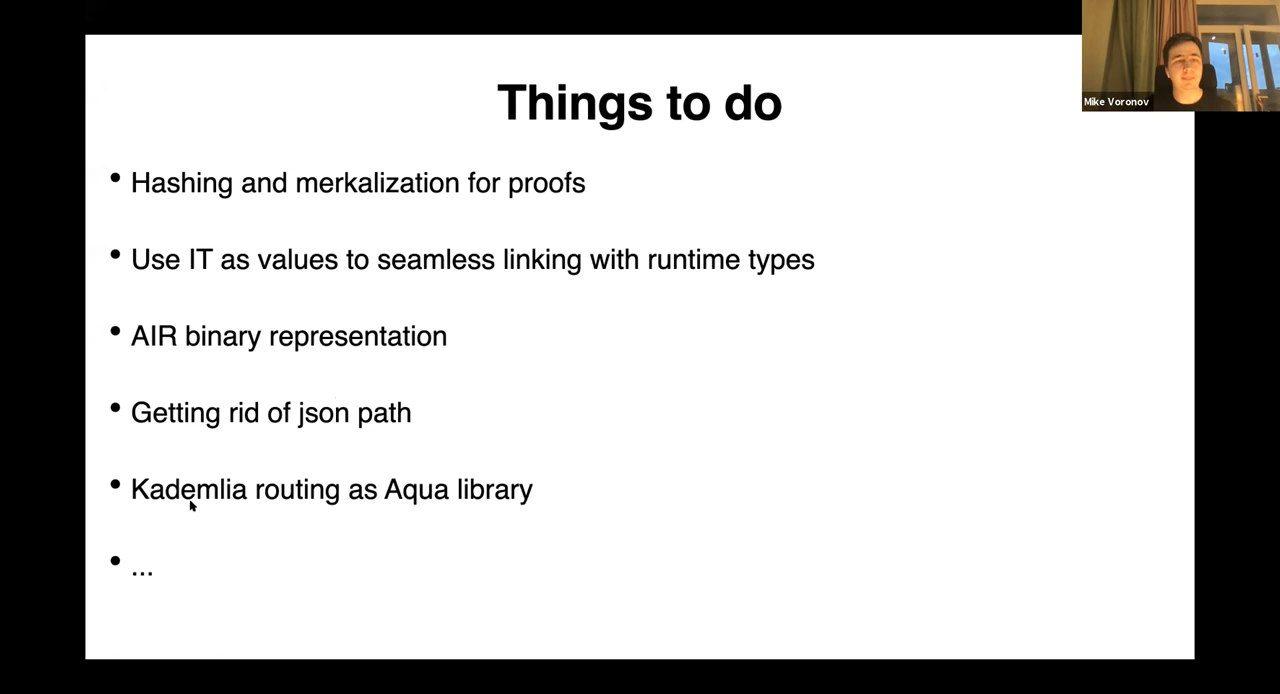 Things to do
Mike Voronov
• Hashing and merkalization for proofs
• Use IT as values to seamless linking with runtime types
• AIR binary representation
• Getting rid of json path
• Kademlia routing as Aqua library
• ...